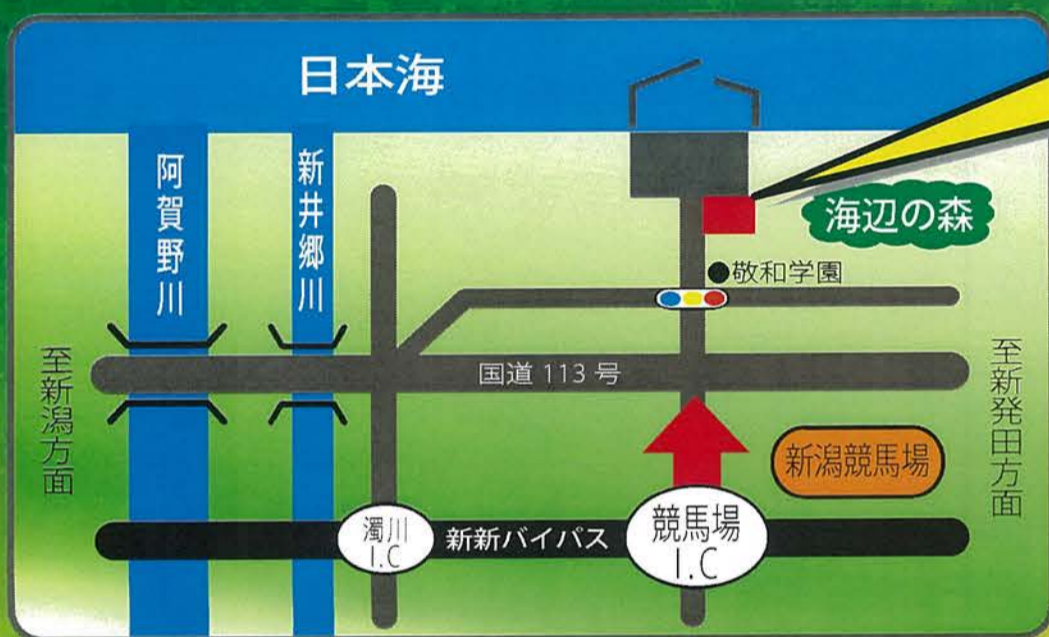 日本海
阿賀野川
新井郷川
海辺の森
敬和学園
至新潟方面
国道 113 号
至新発田方面
新潟競馬場
濁川
I.C
新新バイパス
競馬場
I.C